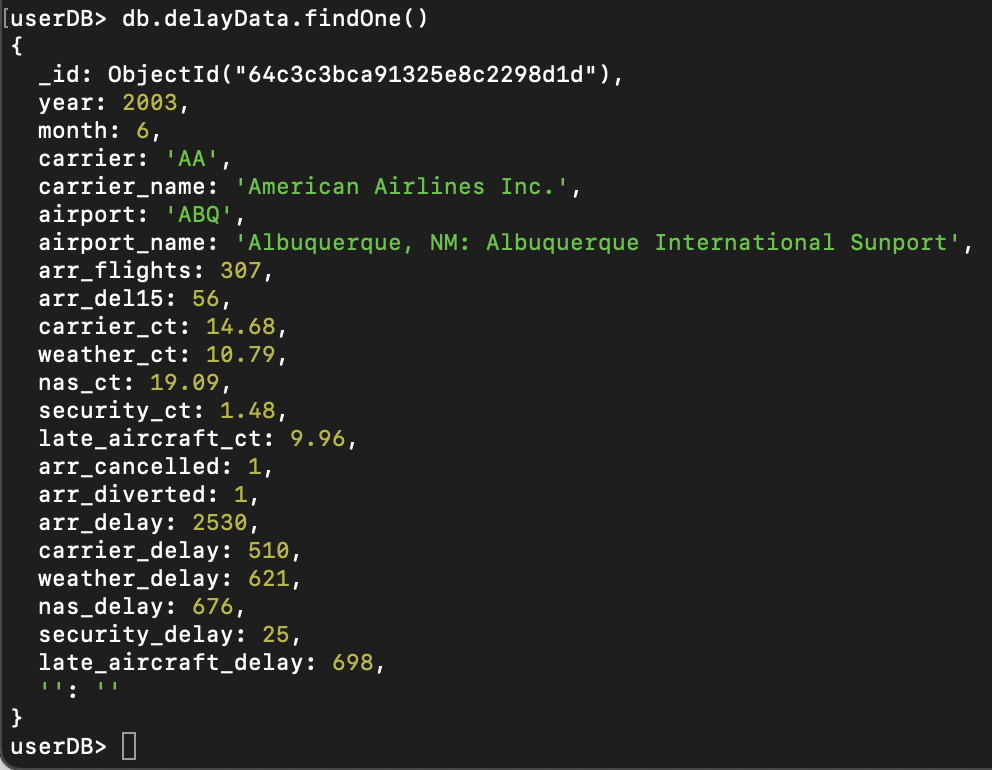 [userDB> db.delayData.findOne()
{
  _id: ObjectId("64c3c3bca91325e8c2298d1d"),
  year: 2003,
  month: 6,
  carrier: 'AA',
  carrier_name: 'American Airlines Inc.',
  airport: 'ABQ',
  airport_name: 'Albuquerque, NM: Albuquerque International Sunport',
  arr_flights: 307,
  arr_del15: 56,
  carrier_ct: 14.68,
  weather_ct: 10.79,
  nas_ct: 19.09,
  security_ct: 1.48,
  late_aircraft_ct: 9.96,
  arr_cancelled: 1,
  arr_diverted: 1,
  arr_delay: 2530,
  carrier_delay: 510,
  weather_delay: 621,
  nas_delay: 676,
  security_delay: 25,
  late_aircraft_delay: 698,
  '': ''
}
userDB>